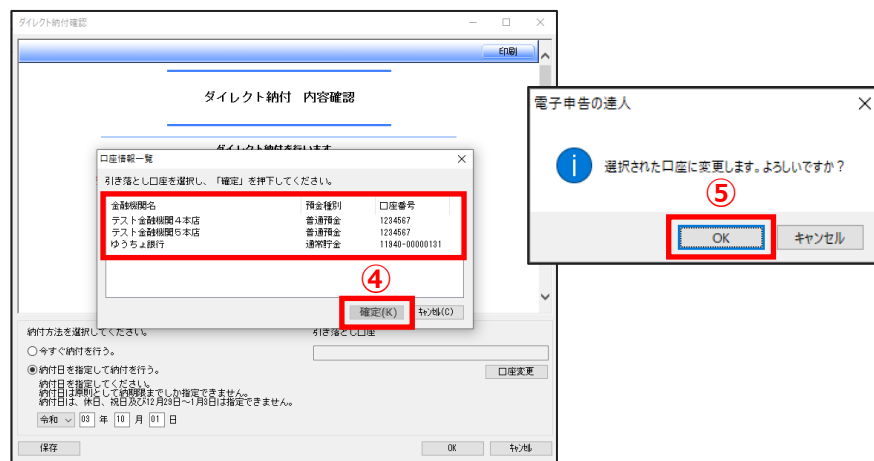 ダイレクト納付確認
印刷
ダイレクト納付 内容確認
ダイレクト納付を行います
口座情報一覧
引き落とし口座を選択し、「確定」を押下してください。
金融機関名 預金種別 口座番号
テスト金融機関4本店 普通預金 1234567
テスト金融機関5本店 普通預金 1234567
ゆうちょ銀行 通常貯金 11940-00000131
④
確定(K) ｷｬﾝｾﾙ(C)
納付方法を選択してください。 引き落とし口座
今すぐ納付を行う。
納付日を指定して納付を行う。 口座変更
納付日を指定してください。
納付日は原則として納期限までしか指定できません。
納付日は、休日、祝日及び12月29日～1月3日は指定できません。
令和 03 年 10 月 01 日
保存 OK ｷｬﾝｾﾙ
電子申告の達人
選択された口座に変更します。よろしいですか？
⑤
OK キャンセル